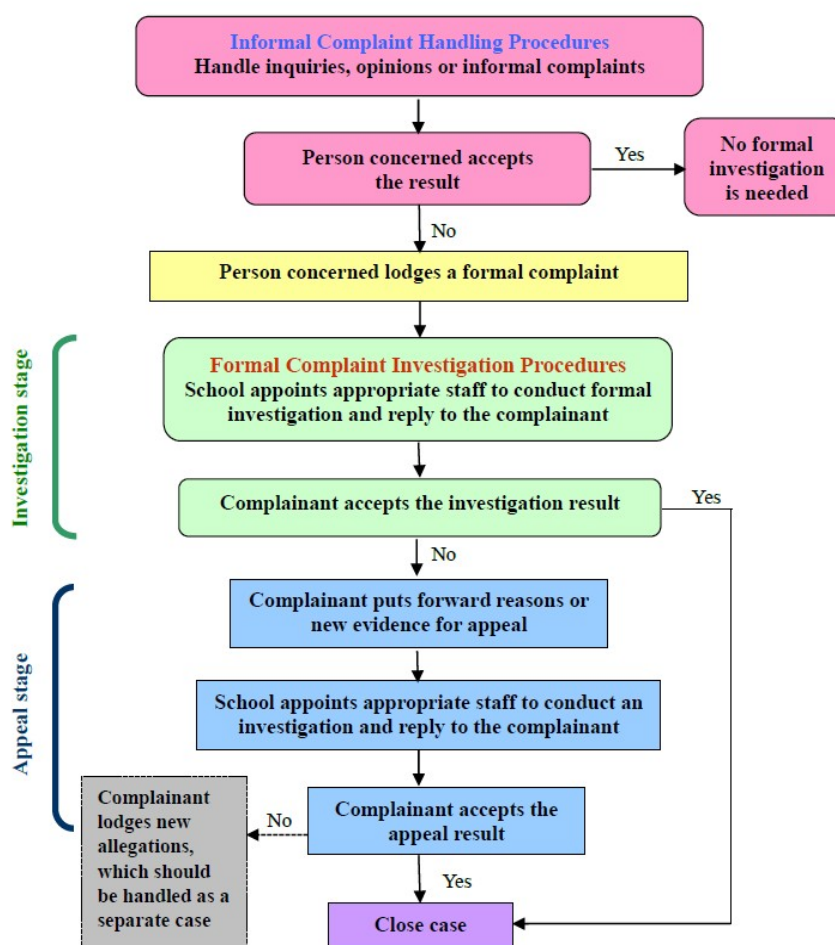 Informal Complaint Handling Procedures
Handle inquiries, opinions or informal complaints
Person concerned accepts
the result
Yes
No formal
investigation
is needed
No
Person concerned lodges a formal complaint
Investigation stage
Formal Complaint Investigation Procedures
School appoints appropriate staff to conduct formal
investigation and reply to the complainant
Complainant accepts the investigation result
Yes
No
Appeal stage
Complainant puts forward reasons or
new evidence for appeal
School appoints appropriate staff to conduct an
investigation and reply to the complainant
Complainant accepts the
appeal result
No
Complainant
lodges new
allegations,
which should
be handled as a
separate case
Yes
Close case